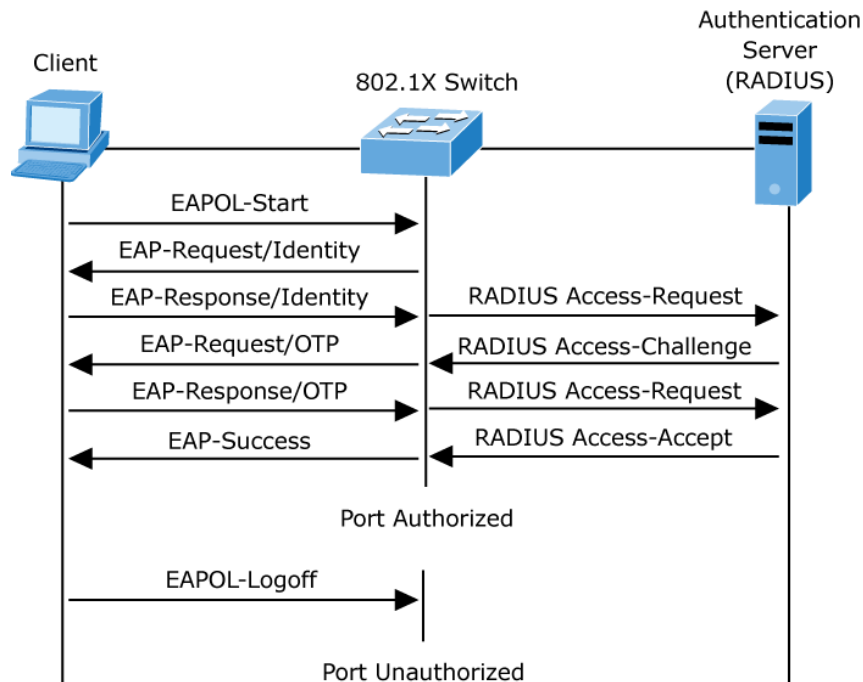 Authentication
Server
(RADIUS)
Client
802.1X Switch
EAPOL-Start
EAP-Request/Identity
EAP-Response/Identity
RADIUS Access-Request
EAP-Request/OTP
RADIUS Access-Challenge
EAP-Response/OTP
RADIUS Access-Request
EAP-Success
RADIUS Access-Accept
Port Authorized
EAPOL-Logoff
Port Unauthorized